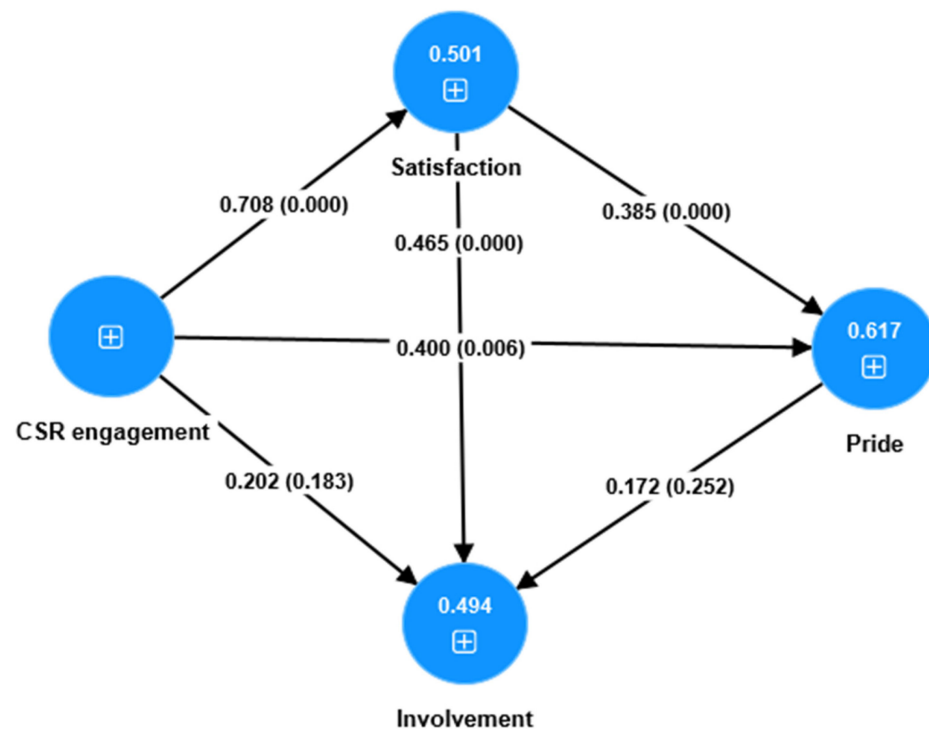 0.501
Satisfaction
0.708 (0.000)
0.385 (0.000)
0.465 (0.000)
0.400 (0.006)
0.617
CSR engagement
Pride
0.202 (0.183)
0.172 (0.252)
0.494
Involvement